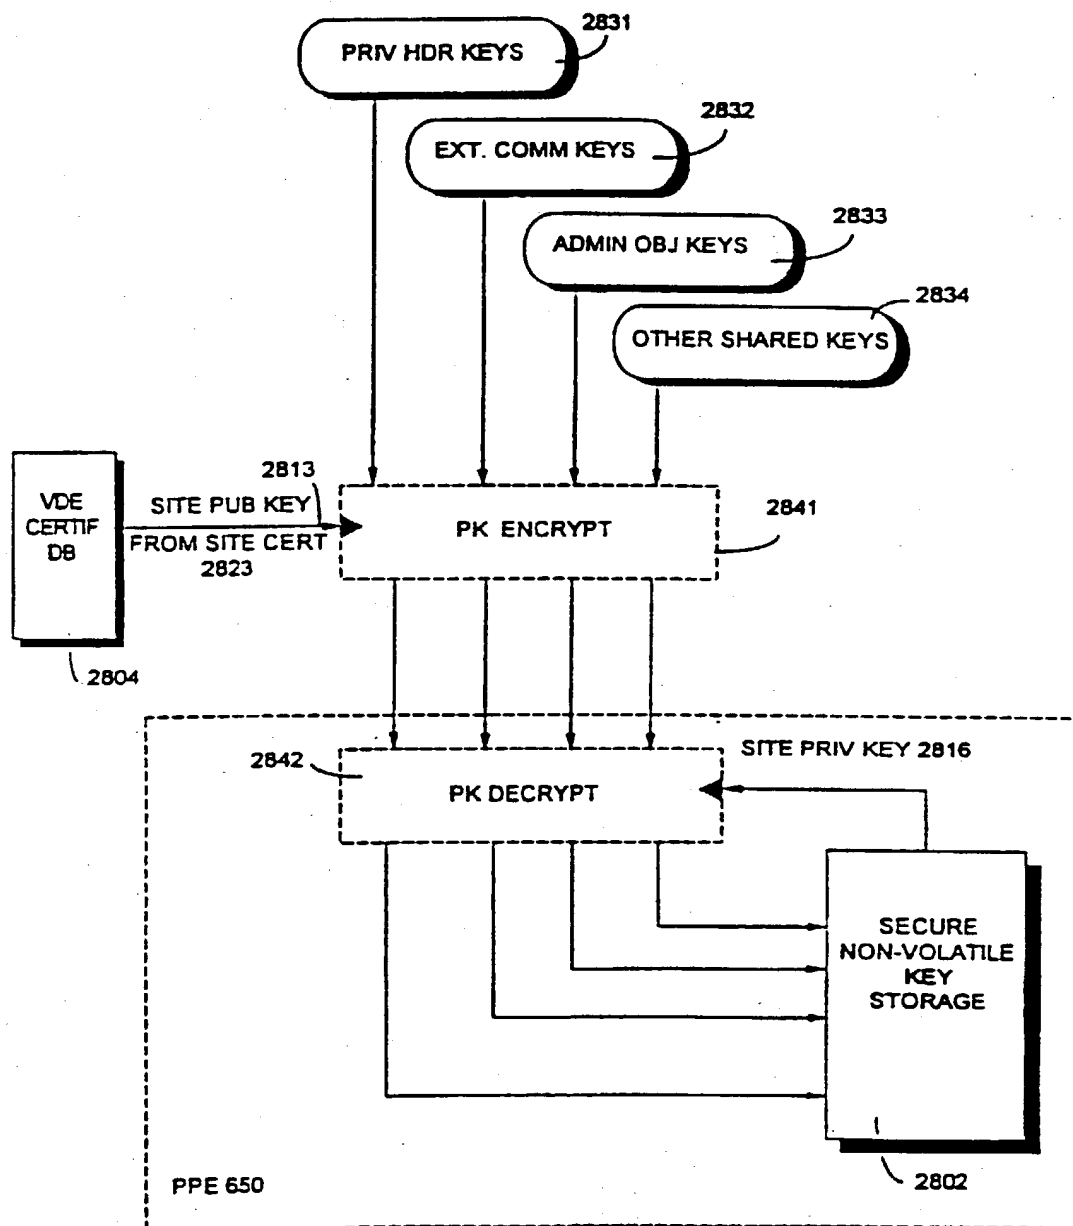 2831
PRIV HDR KEYS
2832
EXT. COMM KEYS
2833
ADMIN OBJ KEYS
2834
OTHER SHARED KEYS
VDE
CERTIF
DB
2804
2813
SITE PUB KEY
FROM SITE CERT
2823
PK ENCRYPT
2841
2842
PK DECRYPT
SITE PRIV KEY 2816
SECURE
NON-VOLATILE
KEY
STORAGE
2802
PPE 650